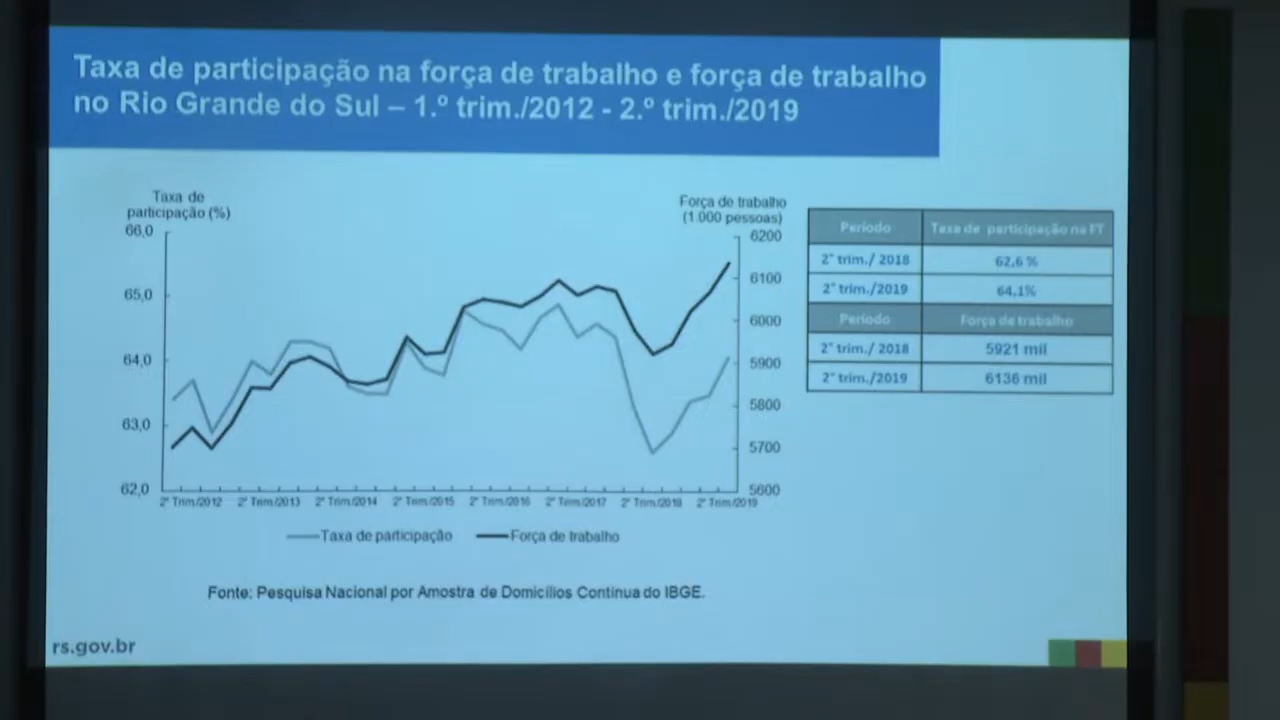 Taxa de participação na força de trabalho e força de trabalho
no Rio Grande do Sul – 1.º trim./2012 - 2.º trim./2019
Taxa de
participação (%)
66,0
65,0
64,0
63,0
62,0
Força de trabalho
(1.000 pessoas)
6200
6100
6000
5900
5800
5700
5600
2º Trim./2012 2º Trim./2013 2º Trim./2014 2º Trim./2015 2º Trim./2016 2º Trim./2017 2º Trim./2018 2º Trim./2019
Taxa de participação Força de trabalho
Período Taxa de participação na FT
2° trim./ 2018 62,6 %
2° trim./2019 64,1%
Período Força de trabalho
2° trim./ 2018 5921 mil
2° trim./2019 6136 mil
Fonte: Pesquisa Nacional por Amostra de Domicílios Contínua do IBGE.
rs.gov.br